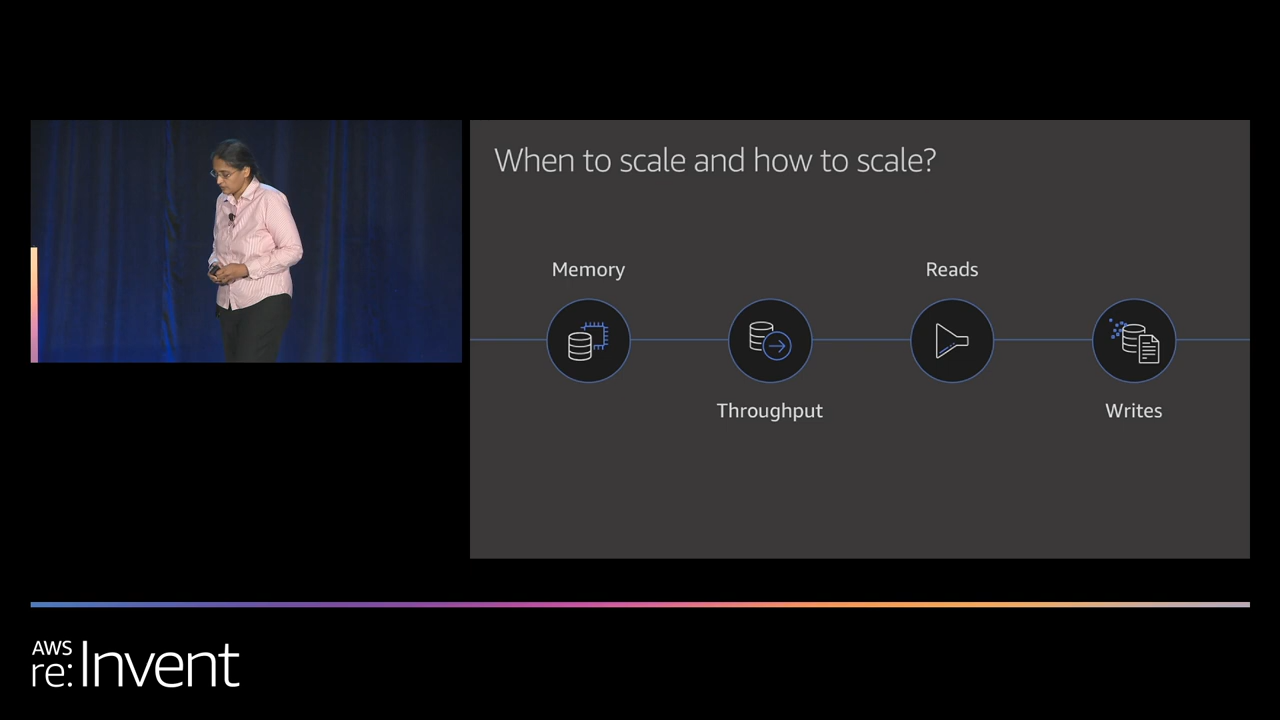 When to scale and how to scale?
Memory
Throughput
Reads
Writes
AWS
re:Invent